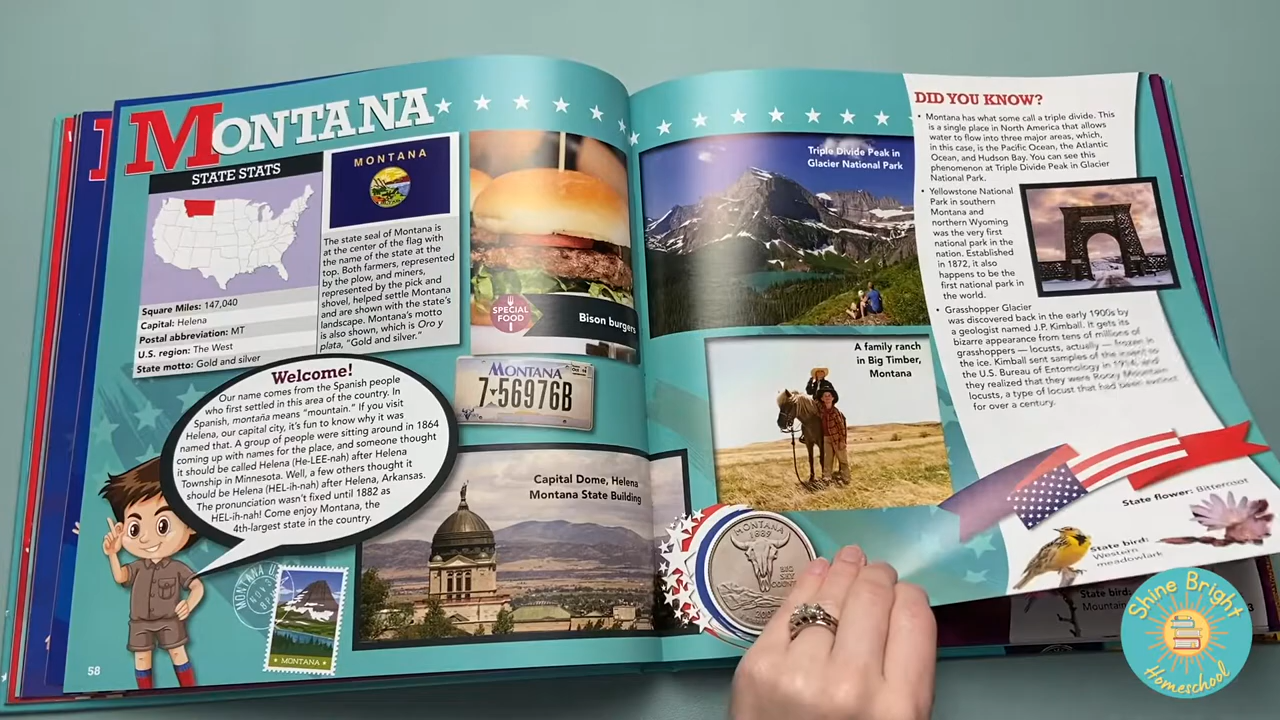 MONTANA
STATE STATS
MONTANA
Square Miles: 147,040
Capital: Helena
Postal abbreviation: MT
U.S. region: The West
State motto: Gold and silver
The state seal of Montana is
at the center of the flag with
the name of the state at the
top. Both farmers, represented
by the plow, and miners,
represented by the pick and
shovel, helped settle Montana
and are shown with the state's
landscape. Montana's motto
is also shown, which is Oro y
plata, "Gold and silver."
Welcome!
Our name comes from the Spanish people
who first settled in this area of the country. In
Spanish, montaña means "mountain." If you visit
Helena, our capital city, it's fun to know why it was
named that. A group of people were sitting around in 1864
coming up with names for the place, and someone thought
it should be called Helena (He-LEE-nah) after Helena
Township in Minnesota. Well, a few others thought it
should be Helena (HEL-ih-nah) after Helena, Arkansas.
The pronunciation wasn't fixed until 1882 as
HEL-ih-nah! Come enjoy Montana, the
4th-largest state in the country.
MONTANA
MONTANA
58
SPECIAL
FOOD
Bison burgers
MONTANA
7 56976B
Capital Dome, Helena
Montana State Building
Triple Divide Peak in
Glacier National Park
A family ranch
in Big Timber,
Montana
MONTANA
1889
BIG
SKY
DID YOU KNOW?
• Montana has what some call a triple divide. This
is a single place in North America that allows
water to flow into three major areas, which,
in this case, is the Pacific Ocean, the Atlantic
Ocean, and Hudson Bay. You can see this
phenomenon at Triple Divide Peak in Glacier
National Park.
• Yellowstone National
Park in southern
Montana and
northern Wyoming
was the very first
national park in the
nation. Established
in 1872, it also
happens to be the
first national park in
the world.
• Grasshopper Glacier
was discovered back in the early 1900s by
a geologist named J.P. Kimball. It gets its
bizarre appearance from tens of millions of
grasshoppers — locusts, actually — frozen in
the ice. Kimball sent samples of the insect to
the U.S. Bureau of Entomology in 1914, and
they realized that they were Rocky Mountain
locusts, a type of locust that had been extinct
for over a century.
State flower: Bitterroot
State bird:
Western
meadowlark
State bird:
Mountain
3
Shine Bright
Homeschool